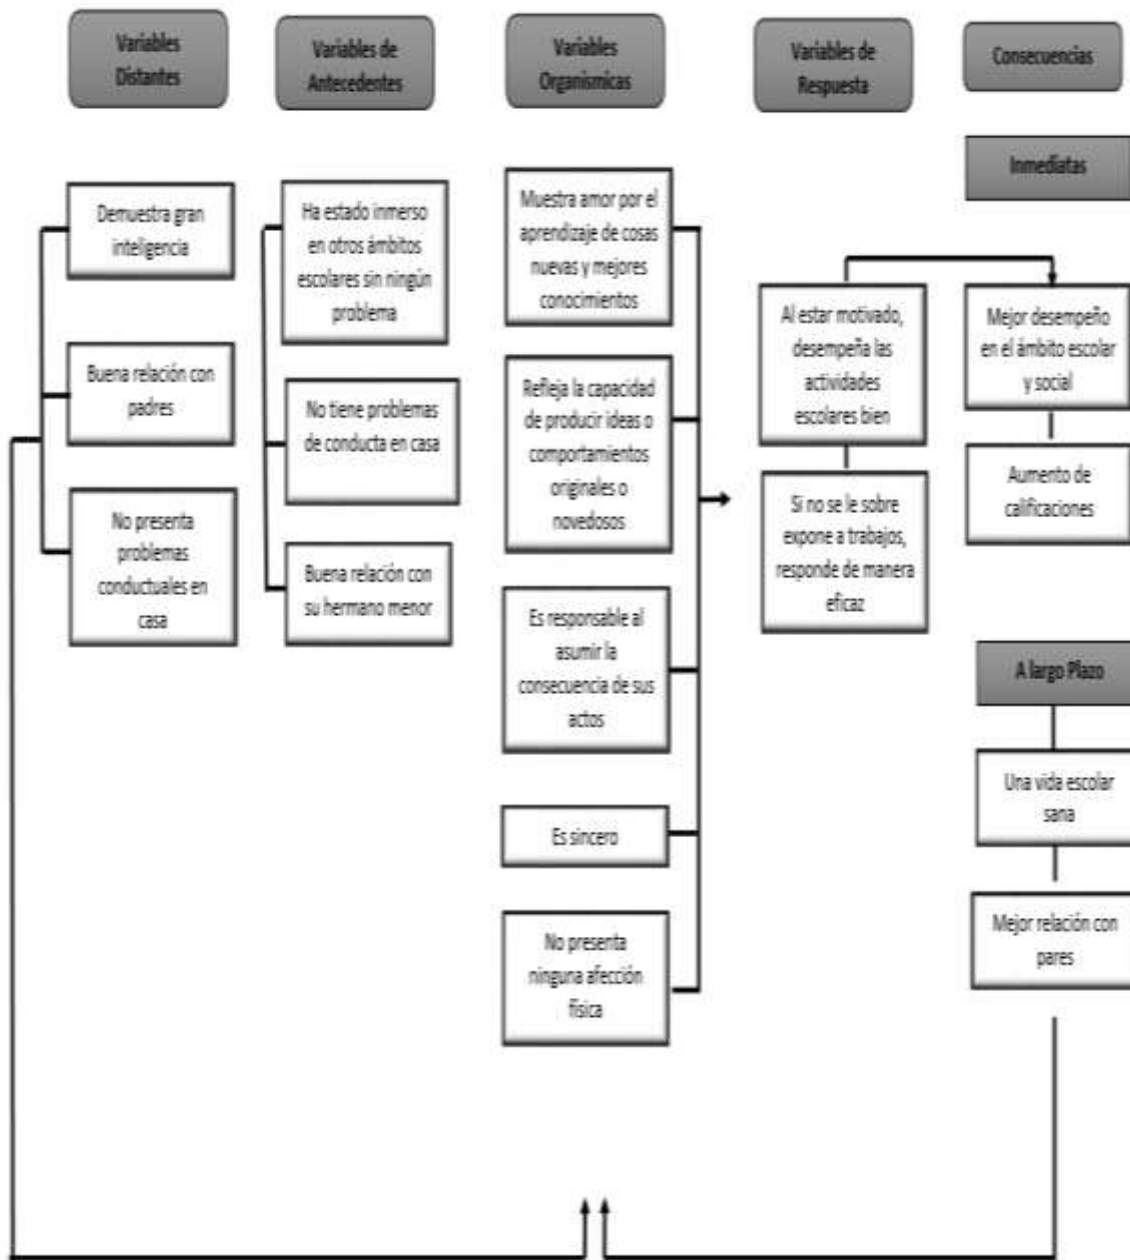 Variables
Distantes
Variables de
Antecedentes
Variables
Organísmicas
Variables de
Respuesta
Consecuencias
Inmediatas
Demuestra gran
inteligencia
Buena relación con
padres
No presenta
problemas
conductuales en
casa
Ha estado inmerso
en otros ámbitos
escolares sin ningún
problema
No tiene problemas
de conducta en casa
Buena relación con
su hermano menor
Muestra amor por el
aprendizaje de cosas
nuevas y mejores
conocimientos
Refleja la capacidad
de producir ideas o
comportamientos
originales o
novedosos
Es responsable al
asumir la
consecuencia de sus
actos
Es sincero
No presenta
ninguna afección
física
Al estar motivado,
desempeña las
actividades
escolares bien
Si no se le sobre
expone a trabajos,
responde de manera
eficaz
Mejor desempeño
en el ámbito escolar
y social
Aumento de
calificaciones
A largo Plazo
Una vida escolar
sana
Mejor relación con
pares